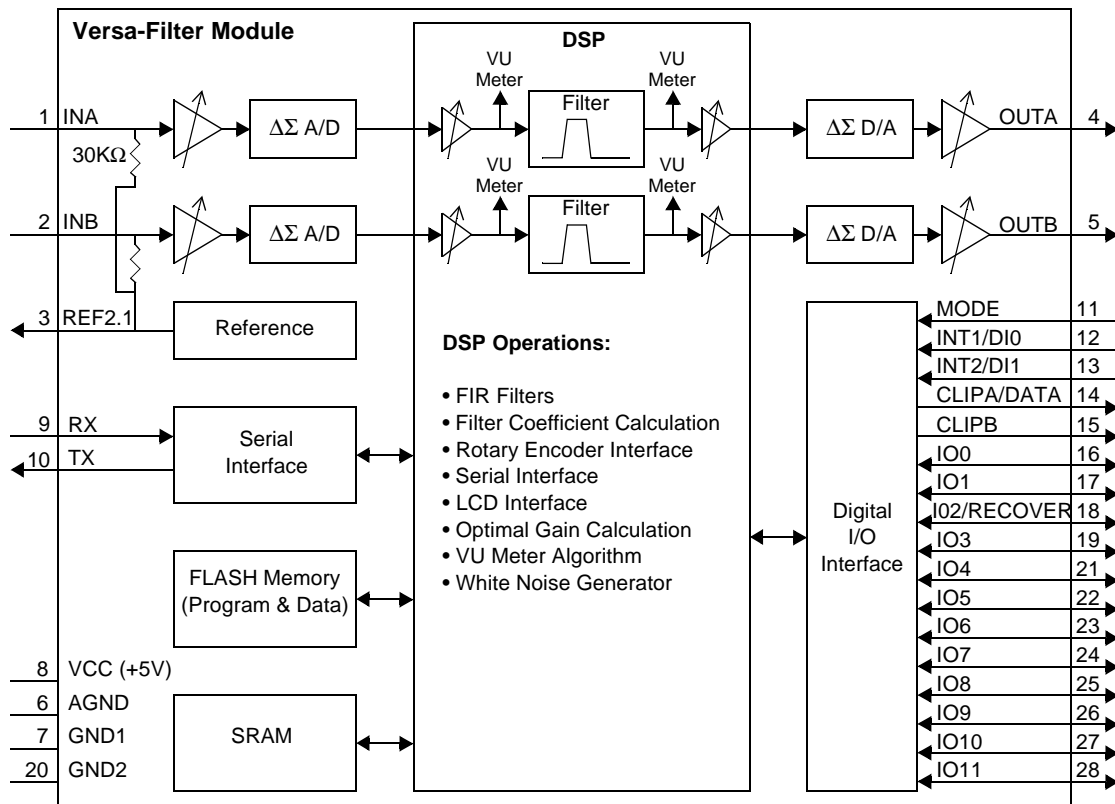 Versa-Filter Module
DSP
VU
Meter
VU
Meter
1 INA
ΔΣ A/D
Filter
ΔΣ D/A
OUTA 4
30KΩ
VU
Meter
VU
Meter
2 INB
ΔΣ A/D
Filter
ΔΣ D/A
OUTB 5
3 REF2.1
Reference
9 RX
10 TX
Serial
Interface
FLASH Memory
(Program & Data)
8 VCC (+5V)
6 AGND
7 GND1
20 GND2
SRAM
DSP Operations:
• FIR Filters
• Filter Coefficient Calculation
• Rotary Encoder Interface
• Serial Interface
• LCD Interface
• Optimal Gain Calculation
• VU Meter Algorithm
• White Noise Generator
Digital
I/O
Interface
MODE 11
INT1/DI0 12
INT2/DI1 13
CLIPA/DATA 14
CLIPB 15
IO0 16
IO1 17
I02/RECOVER 18
IO3 19
IO4 21
IO5 22
IO6 23
IO7 24
IO8 25
IO9 26
IO10 27
IO11 28